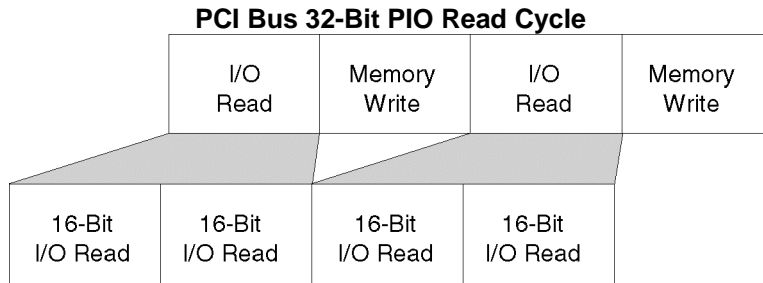 PCI Bus 32-Bit PIO Read Cycle
I/O
Read
Memory
Write
I/O
Read
Memory
Write
16-Bit
I/O Read
16-Bit
I/O Read
16-Bit
I/O Read
16-Bit
I/O Read